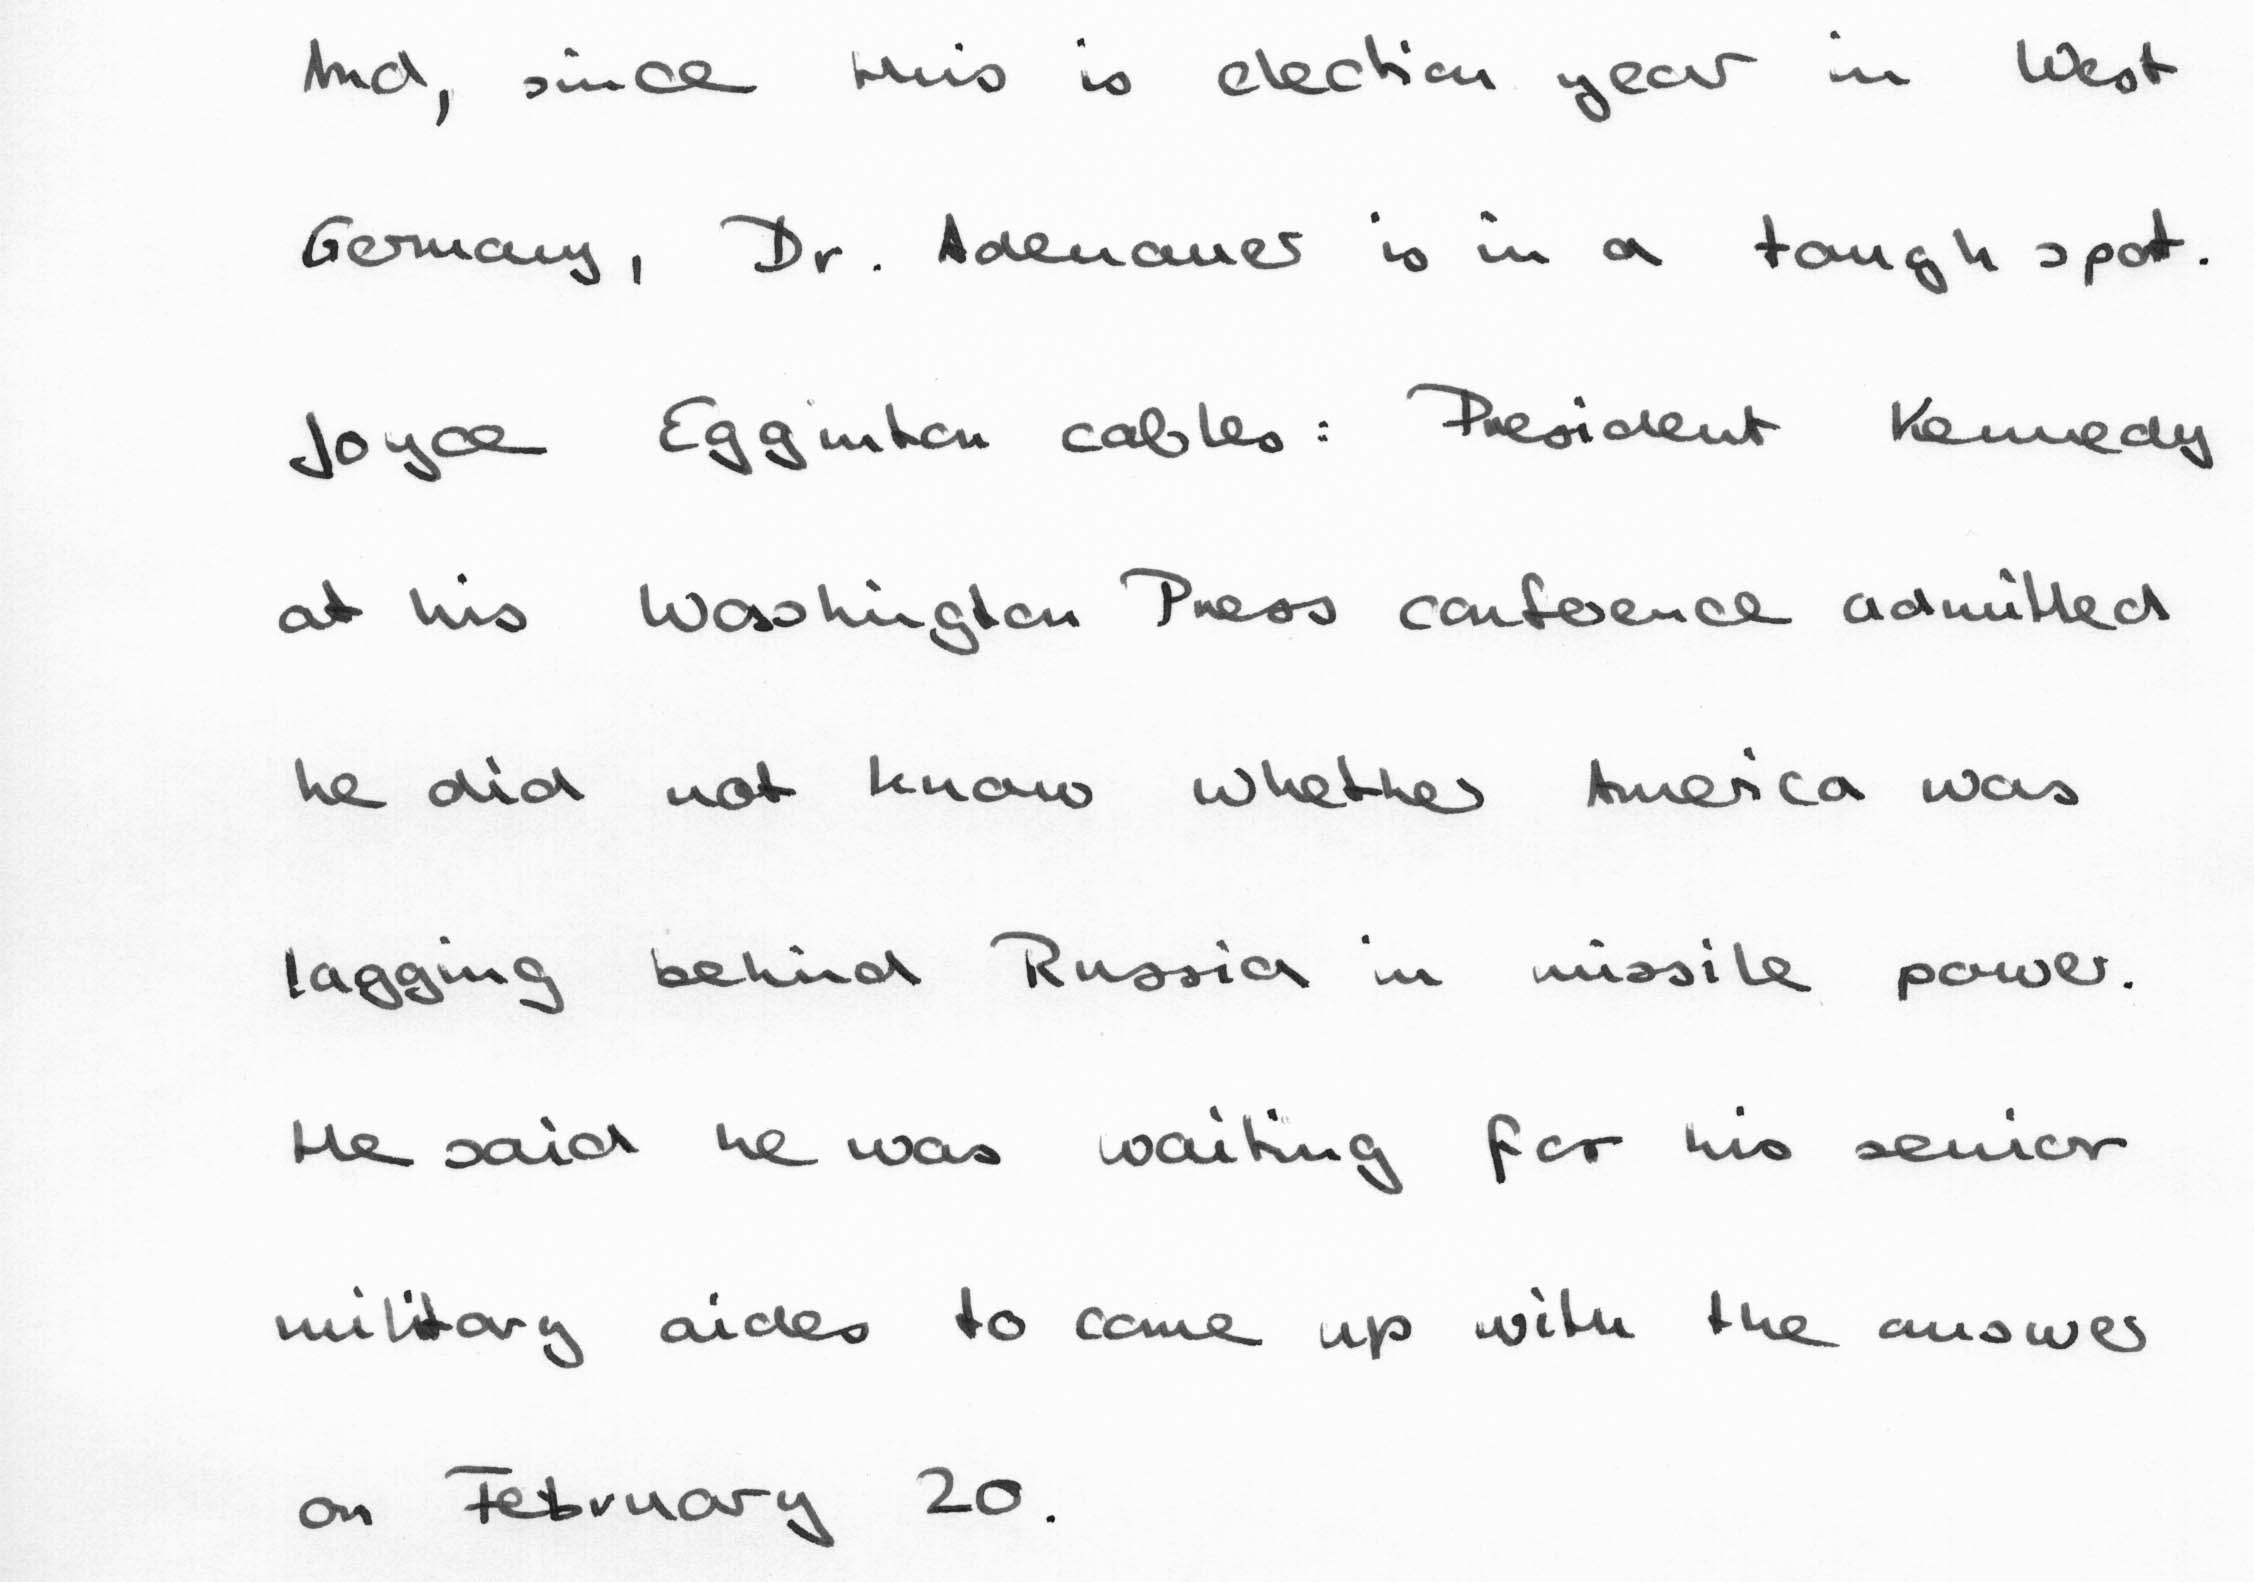 And, since this is election year in West
Germany, Dr. Adenauer is in a tough spot.
Joyce Egginton cables: President Kennedy
at his Washington Press conference admitted
he did not know whether America was
lagging behind Russia in missile power.
He said he was waiting for his senior
military aides to come up with the answer
on February 20.